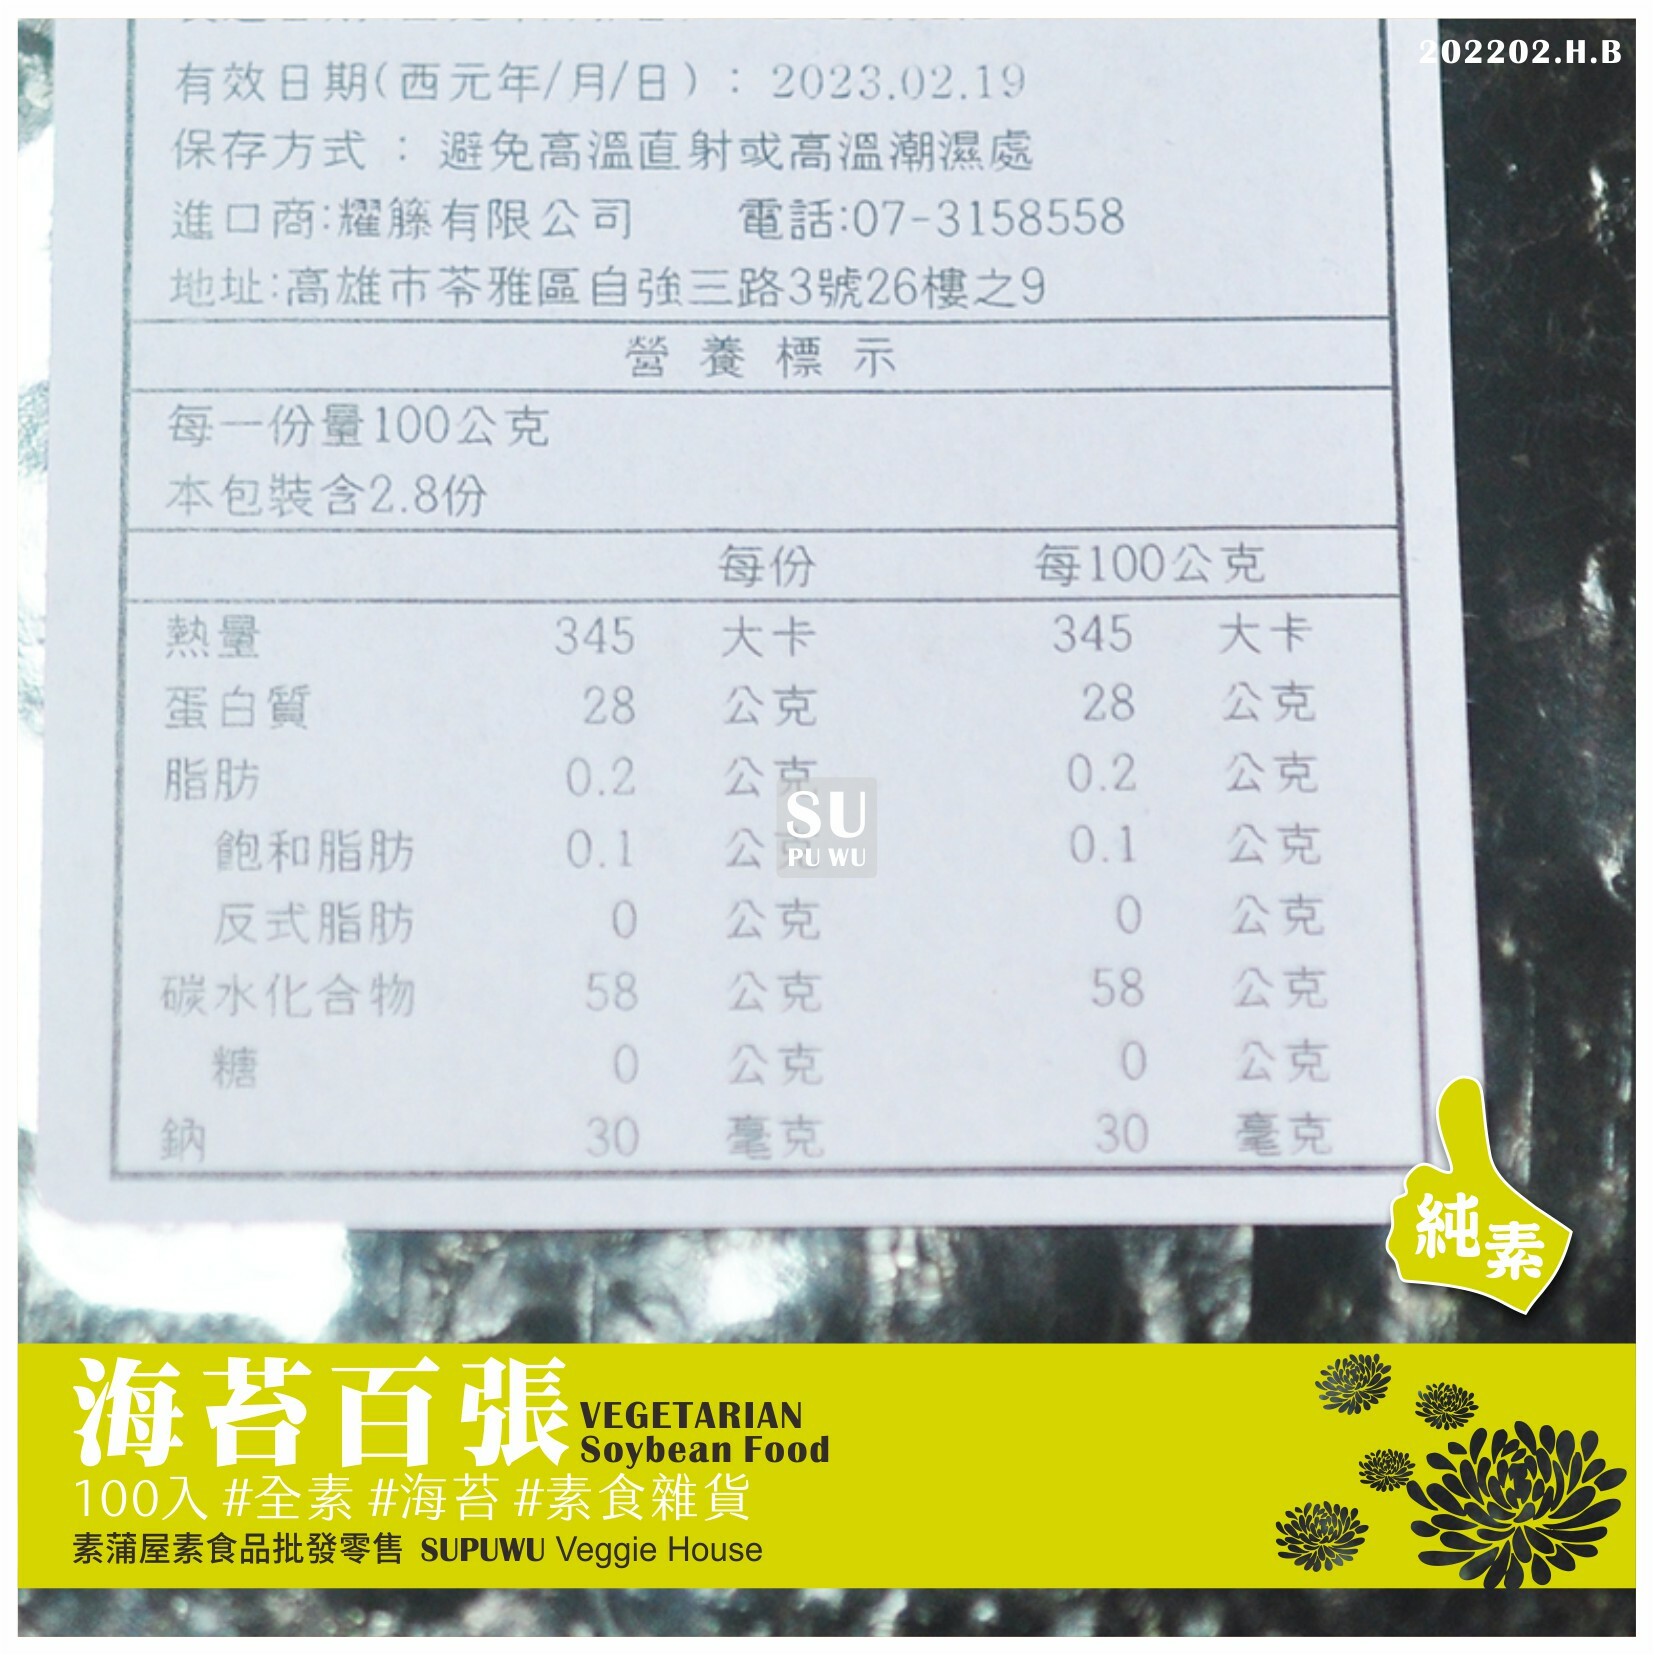 202202.H.B
有效日期(西元年/月/日)：2023.02.19
保存方式：避免高溫直射或高溫潮濕處
進口商:耀籐有限公司 電話:07-3158558
地址:高雄市苓雅區自強三路3號26樓之9
營養標示
每一份量100公克
本包裝含2.8份
每份 每100公克
熱量 345 大卡 345 大卡
蛋白質 28 公克 28 公克
脂肪 0.2 公克 0.2 公克
飽和脂肪 0.1 公克 0.1 公克
反式脂肪 0 公克 0 公克
碳水化合物 58 公克 58 公克
糖 0 公克 0 公克
鈉 30 毫克 30 毫克
SU
PU WU
純素
海苔百張
VEGETARIAN
Soybean Food
100入 #全素 #海苔 #素食雜貨
素蒲屋素食品批發零售 SUPUWU Veggie House